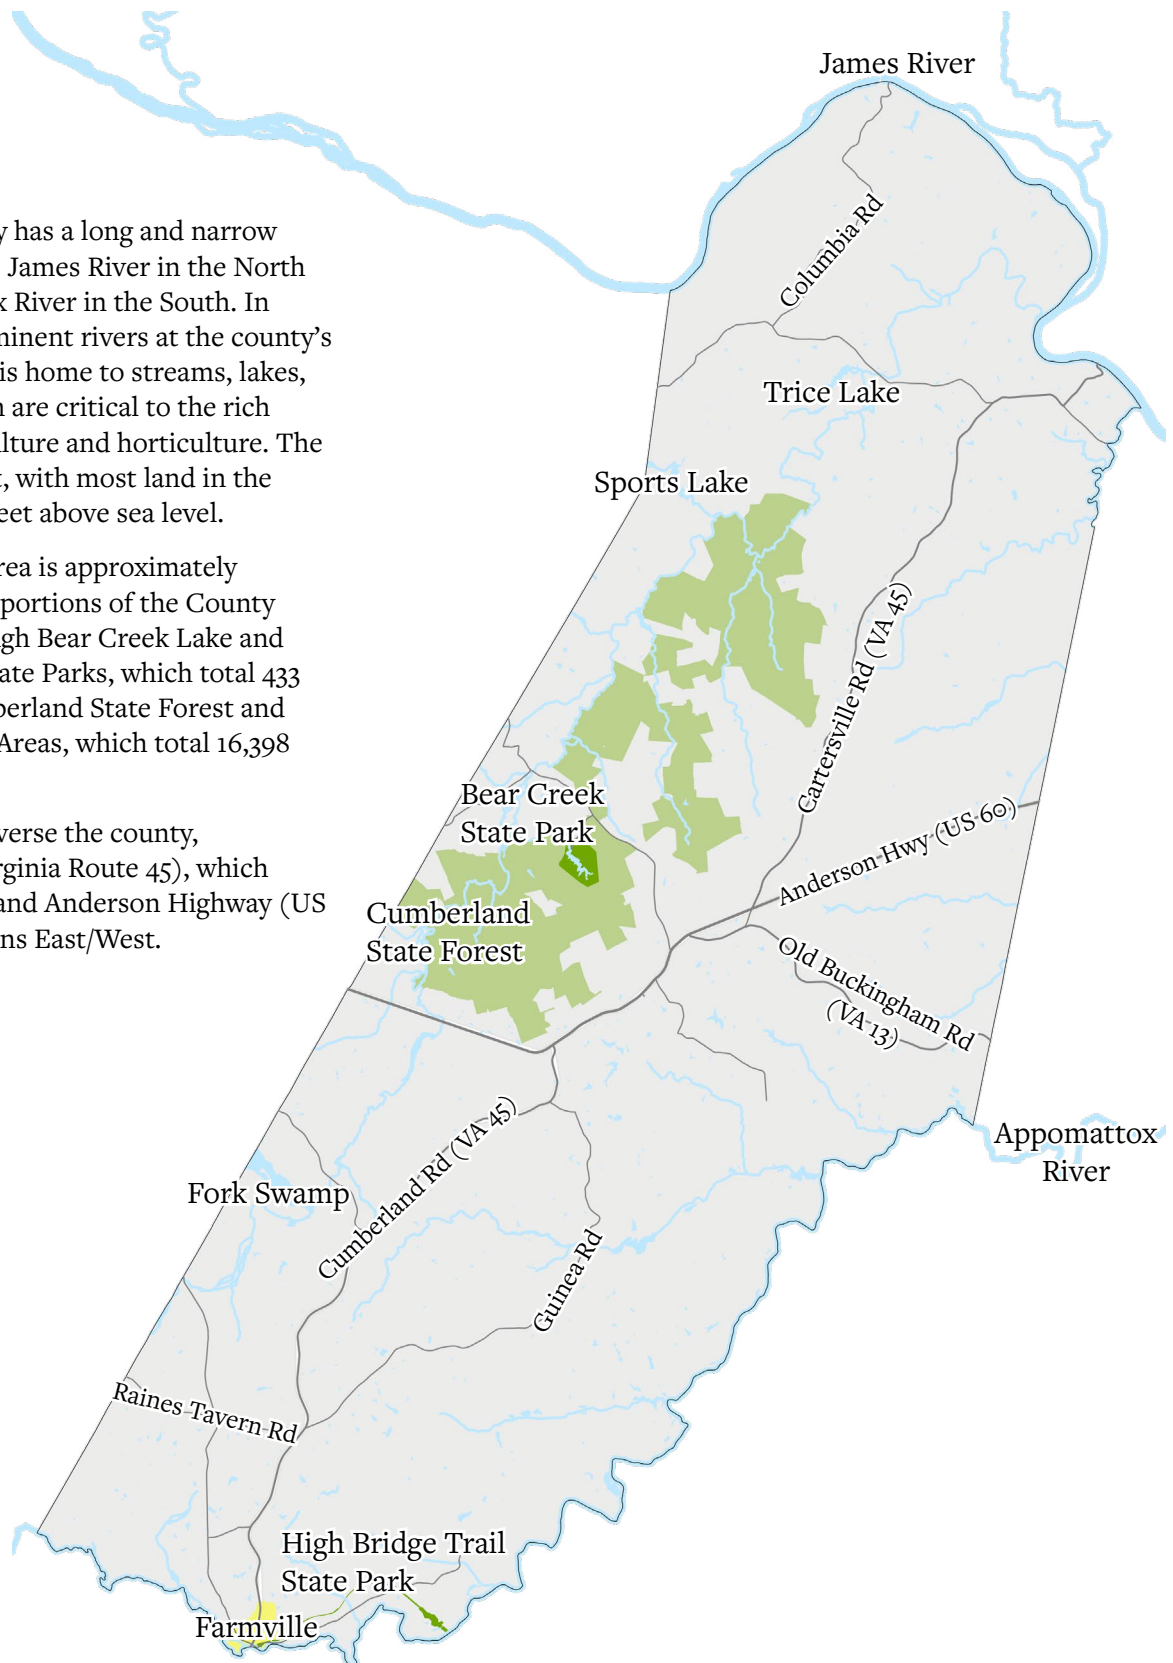 James River
y has a long and narrow
James River in the North
x River in the South. In
minent rivers at the county’s
is home to streams, lakes,
h are critical to the rich
ulture and horticulture. The
t, with most land in the
feet above sea level.
rea is approximately
portions of the County
gh Bear Creek Lake and
tate Parks, which total 433
berland State Forest and
Areas, which total 16,398
verse the county,
rginia Route 45), which
and Anderson Highway (US
ns East/West.
Columbia Rd
Trice Lake
Sports Lake
Cartersville Rd (VA 45)
Bear Creek
State Park
Anderson Hwy (US 60)
Cumberland
State Forest
Old Buckingham Rd
(VA 13)
Cumberland Rd (VA 45)
Appomattox
River
Fork Swamp
Guinea Rd
Raines Tavern Rd
High Bridge Trail
State Park
Farmville